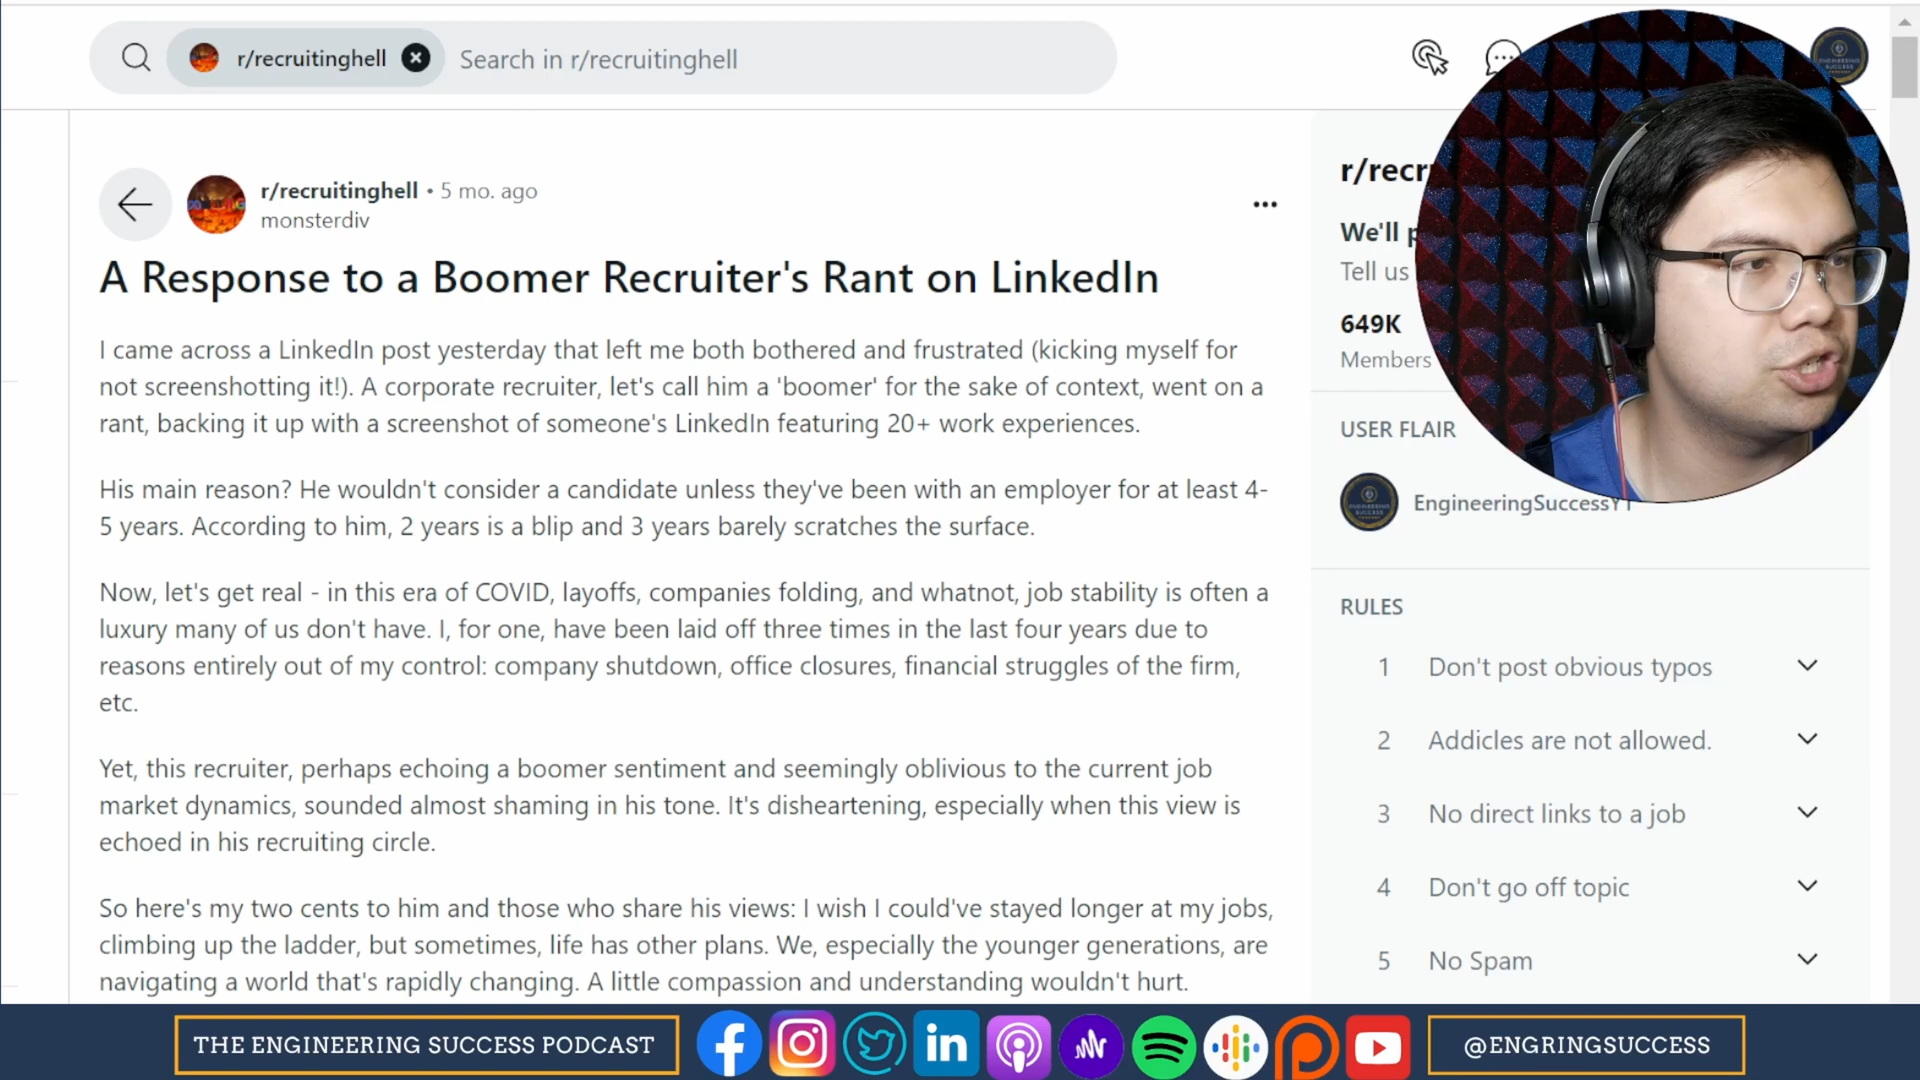 r/recruitinghell
Search in r/recruitinghell
r/recruitinghell • 5 mo. ago
monsterdiv
A Response to a Boomer Recruiter's Rant on LinkedIn
I came across a LinkedIn post yesterday that left me both bothered and frustrated (kicking myself for
not screenshotting it!). A corporate recruiter, let's call him a 'boomer' for the sake of context, went on a
rant, backing it up with a screenshot of someone's LinkedIn featuring 20+ work experiences.
His main reason? He wouldn't consider a candidate unless they've been with an employer for at least 4-
5 years. According to him, 2 years is a blip and 3 years barely scratches the surface.
Now, let's get real - in this era of COVID, layoffs, companies folding, and whatnot, job stability is often a
luxury many of us don't have. I, for one, have been laid off three times in the last four years due to
reasons entirely out of my control: company shutdown, office closures, financial struggles of the firm,
etc.
Yet, this recruiter, perhaps echoing a boomer sentiment and seemingly oblivious to the current job
market dynamics, sounded almost shaming in his tone. It's disheartening, especially when this view is
echoed in his recruiting circle.
So here's my two cents to him and those who share his views: I wish I could've stayed longer at my jobs,
climbing up the ladder, but sometimes, life has other plans. We, especially the younger generations, are
navigating a world that's rapidly changing. A little compassion and understanding wouldn't hurt.
r/recr
We'll p
Tell us
649K
Members
USER FLAIR
EngineeringSuccessYT
RULES
1 Don't post obvious typos
2 Addicles are not allowed.
3 No direct links to a job
4 Don't go off topic
5 No Spam
THE ENGINEERING SUCCESS PODCAST
in
@ENGRINGSUCCESS